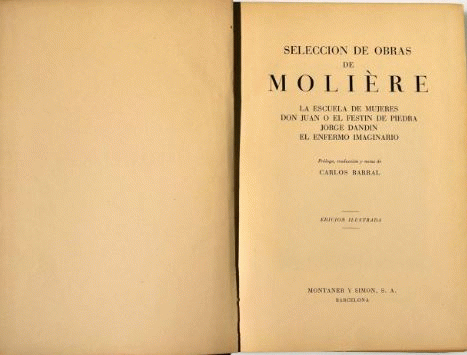 SELECCION DE OBRAS
DE
MOLIÈRE
LA ESCUELA DE MUJERES
DON JUAN O EL FESTIN DE PIEDRA
JORGE DANDIN
EL ENFERMO IMAGINARIO
Prólogo, traducción y notas de
CARLOS BARRAL
EDICION ILUSTRADA
MONTANER Y SIMON, S. A.
BARCELONA